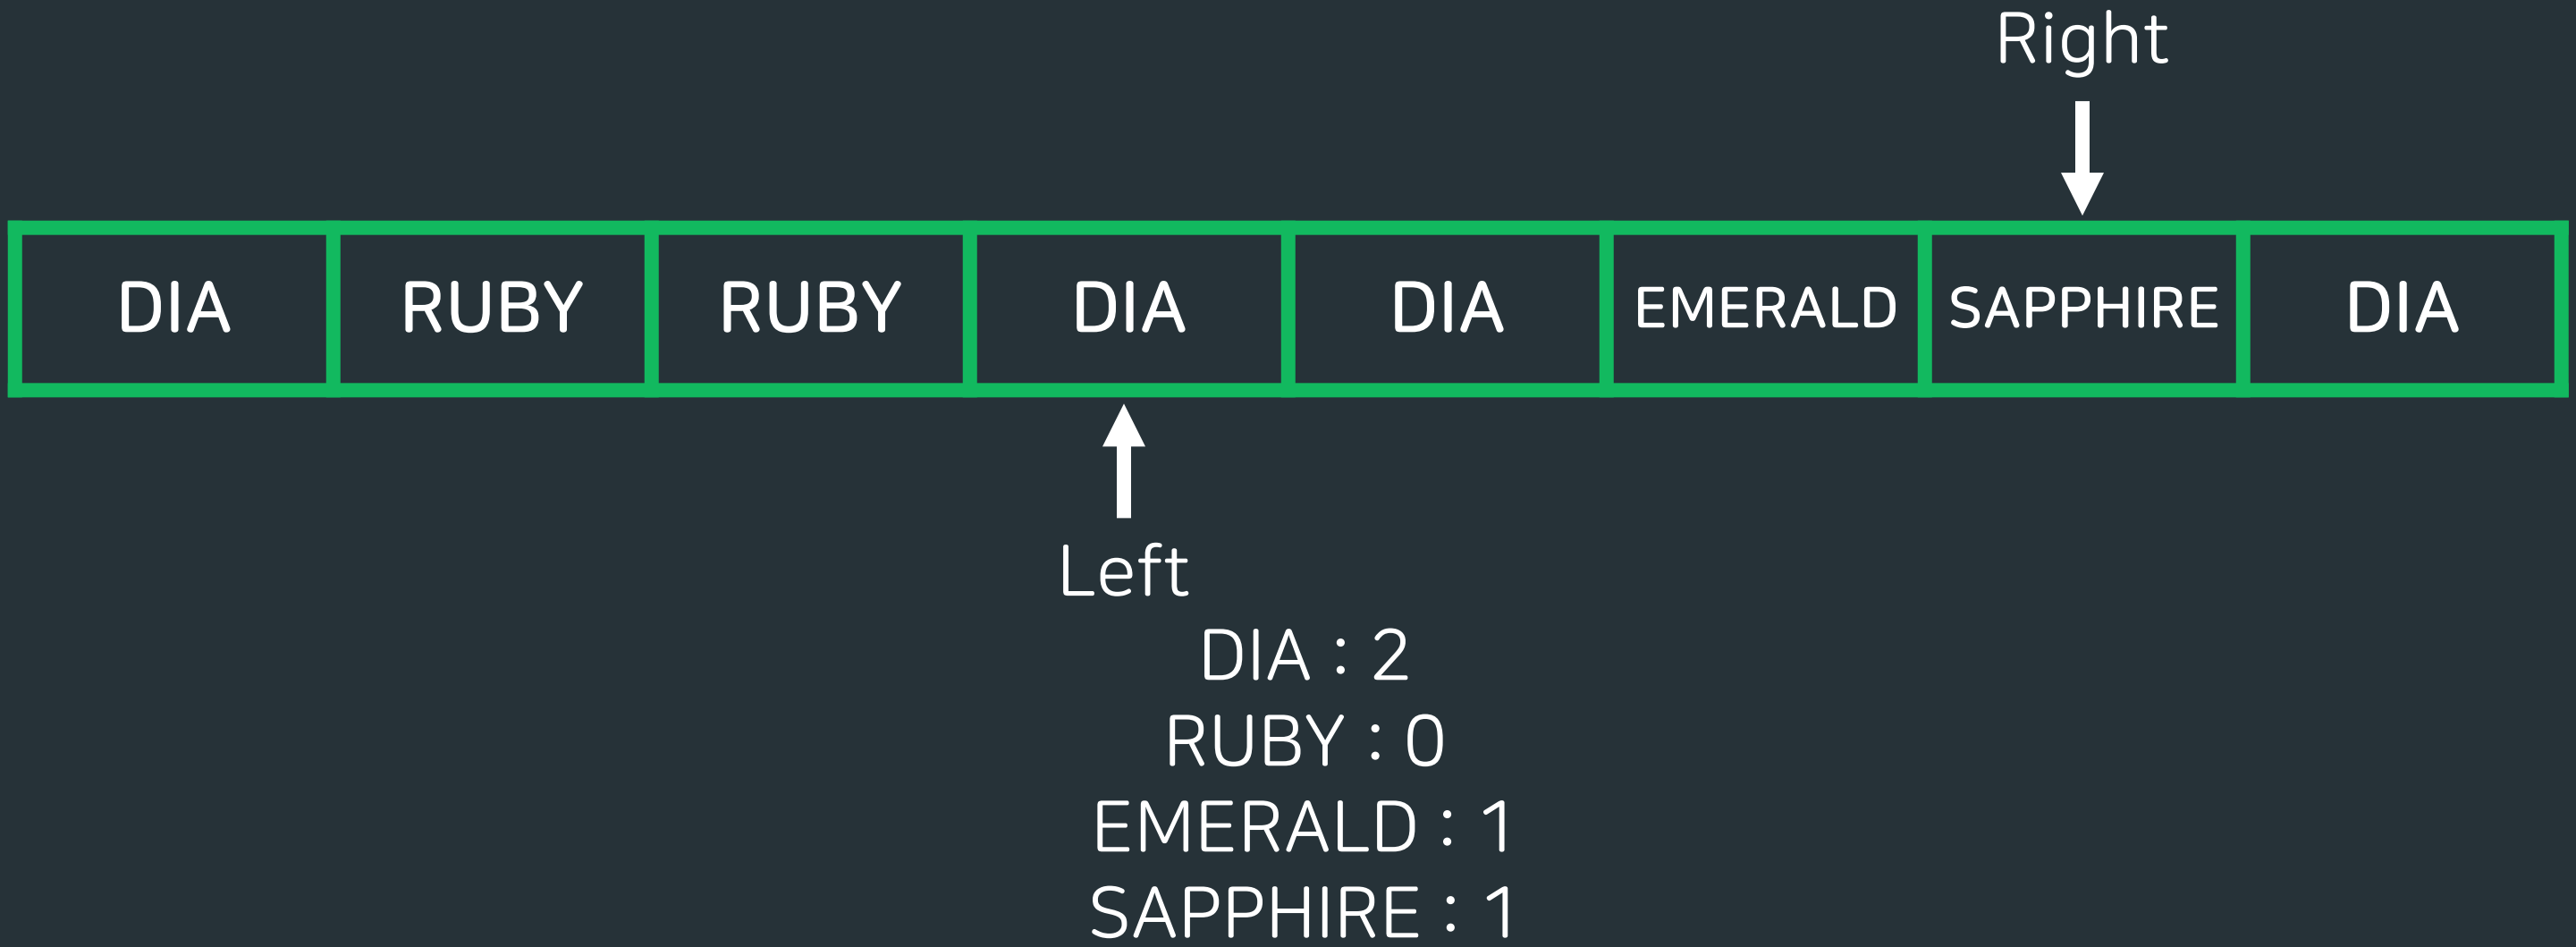 Right
DIA RUBY RUBY DIA DIA EMERALD SAPPHIRE DIA
Left
DIA : 2
RUBY : 0
EMERALD : 1
SAPPHIRE : 1